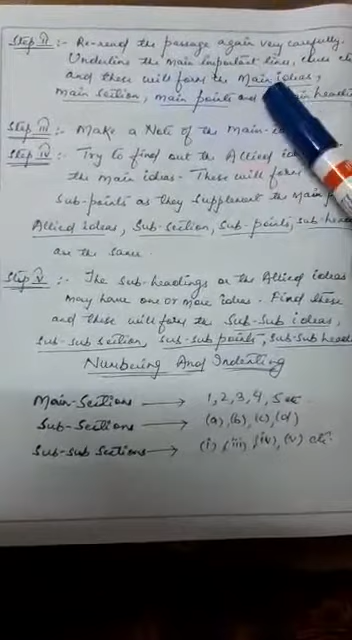 Step II :- Re-read the passage again very carefully.
Underline the main important lines, clues etc
and these will form the main ideas,
main section, main points and main heading
Step III :- Make a Note of the main
Step IV :- Try to find out the Allied
the main ideas. These will form
sub-points as they supplement the main
Allied ideas, sub-section, sub-points, sub-head
are the same.
Step V :- The sub-headings or the Allied ideas
may have one or more ideas. Find these
and these will form the sub-sub ideas,
sub-sub section, sub-sub points, sub-sub head
Numbering And Indenting
Main-Sections → 1, 2, 3, 4, 5 etc.
Sub-Sections → (a), (b), (c), (d)
Sub-Sub Sections → (i), (iii), (iv), (v) etc.